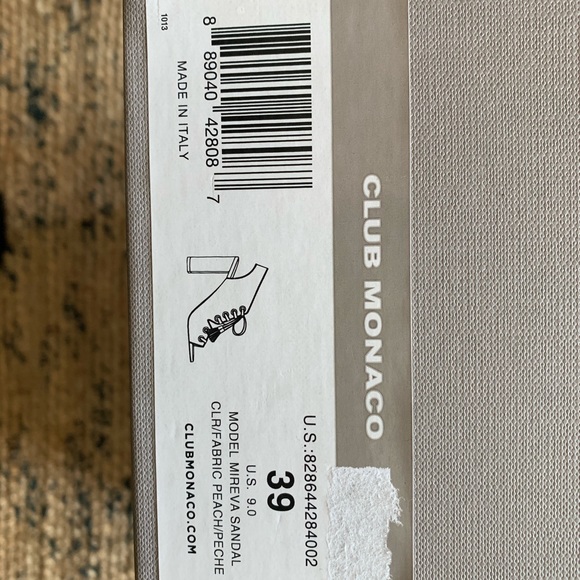 CLUB MONACO
U.S.:828644284002
39
U.S. 9.0
MODEL MIREVA SANDAL
CLR/FABRIC PEACH/PECHE
CLUBMONACO.COM
8 89040 42808 7
MADE IN ITALY
1013